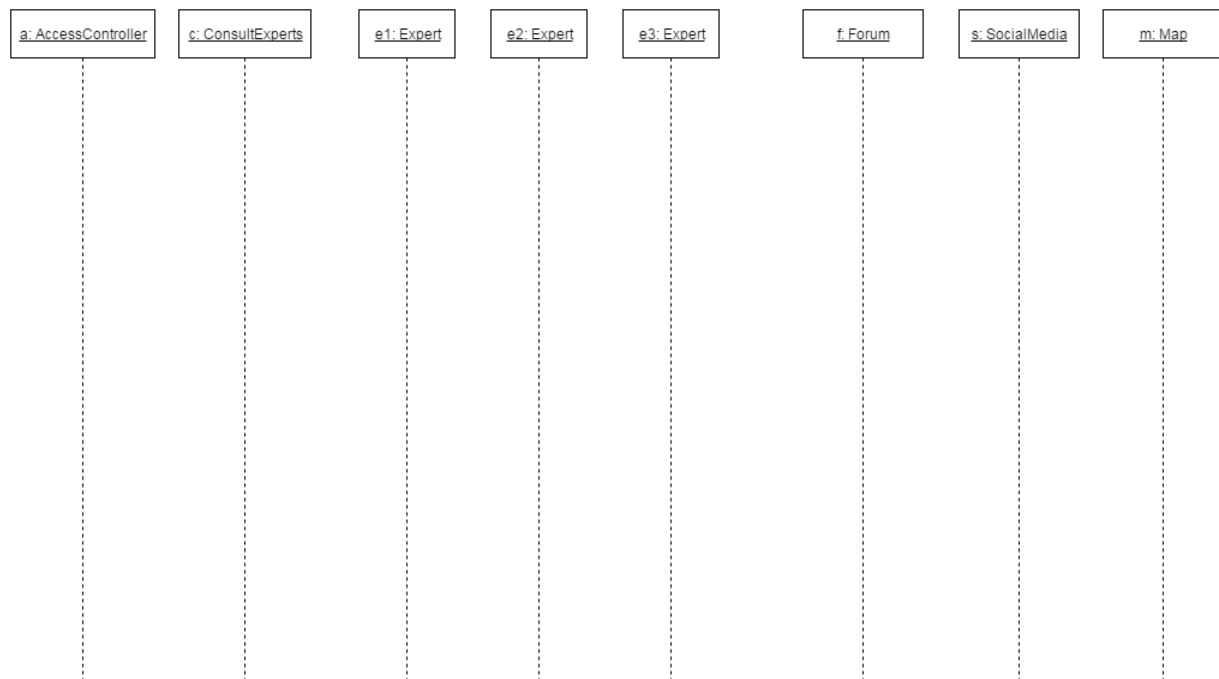 a: AccessController
c: ConsultExperts
e1: Expert
e2: Expert
e3: Expert
f: Forum
s: SocialMedia
m: Map